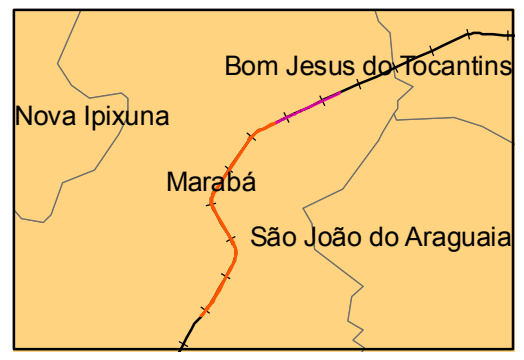 Bom Jesus do Tocantins
Nova Ipixuna
Marabá
São João do Araguaia